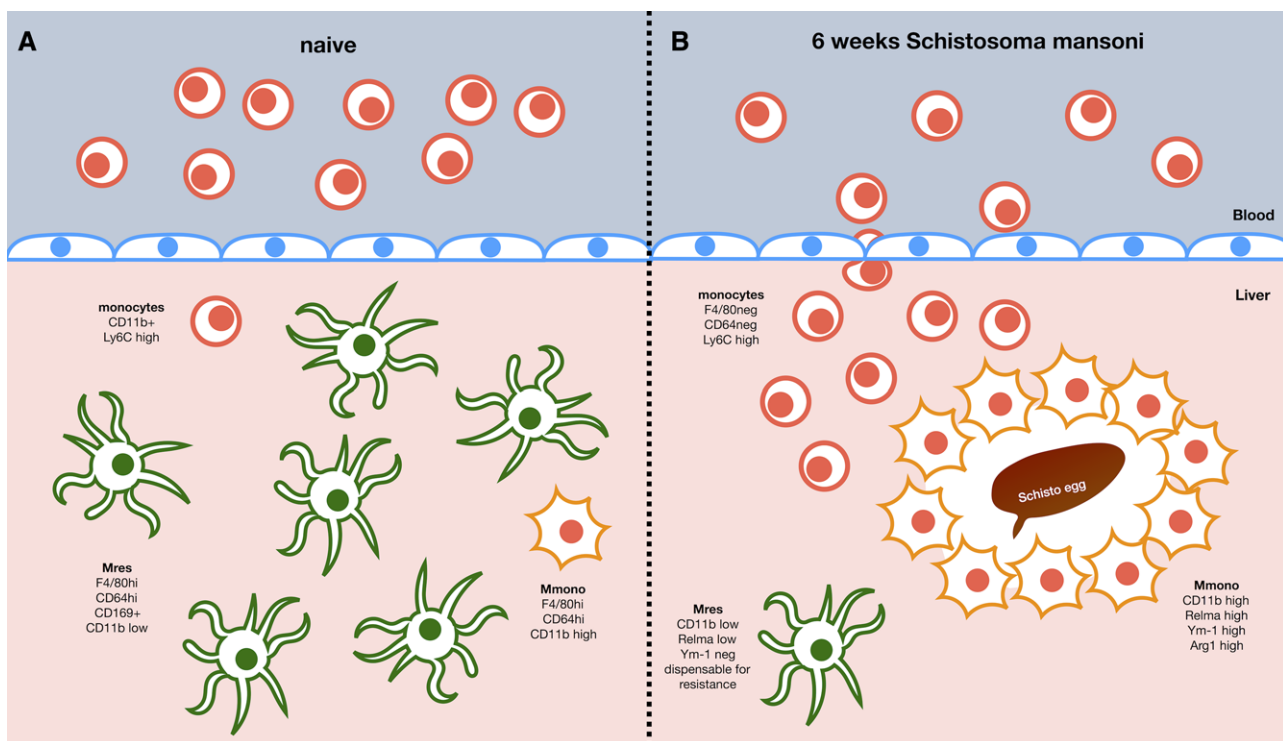 A
naive
monocytes
CD11b+
Ly6C high
Mres
F4/80hi
CD64hi
CD169+
CD11b low
Mmono
F4/80hi
CD64hi
CD11b high
B
6 weeks Schistosoma mansoni
Blood
Liver
monocytes
F4/80neg
CD64neg
Ly6C high
Schisto egg
Mres
CD11b low
Relma low
Ym-1 neg
dispensable for
resistance
Mmono
CD11b high
Relma high
Ym-1 high
Arg1 high